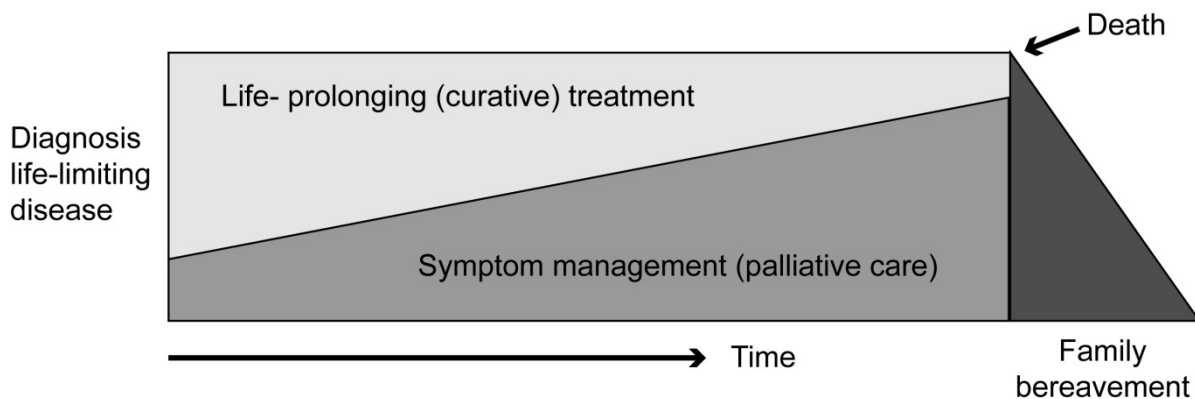 Death
Life- prolonging (curative) treatment
Diagnosis
life-limiting
disease
Symptom management (palliative care)
Time
Family
bereavement